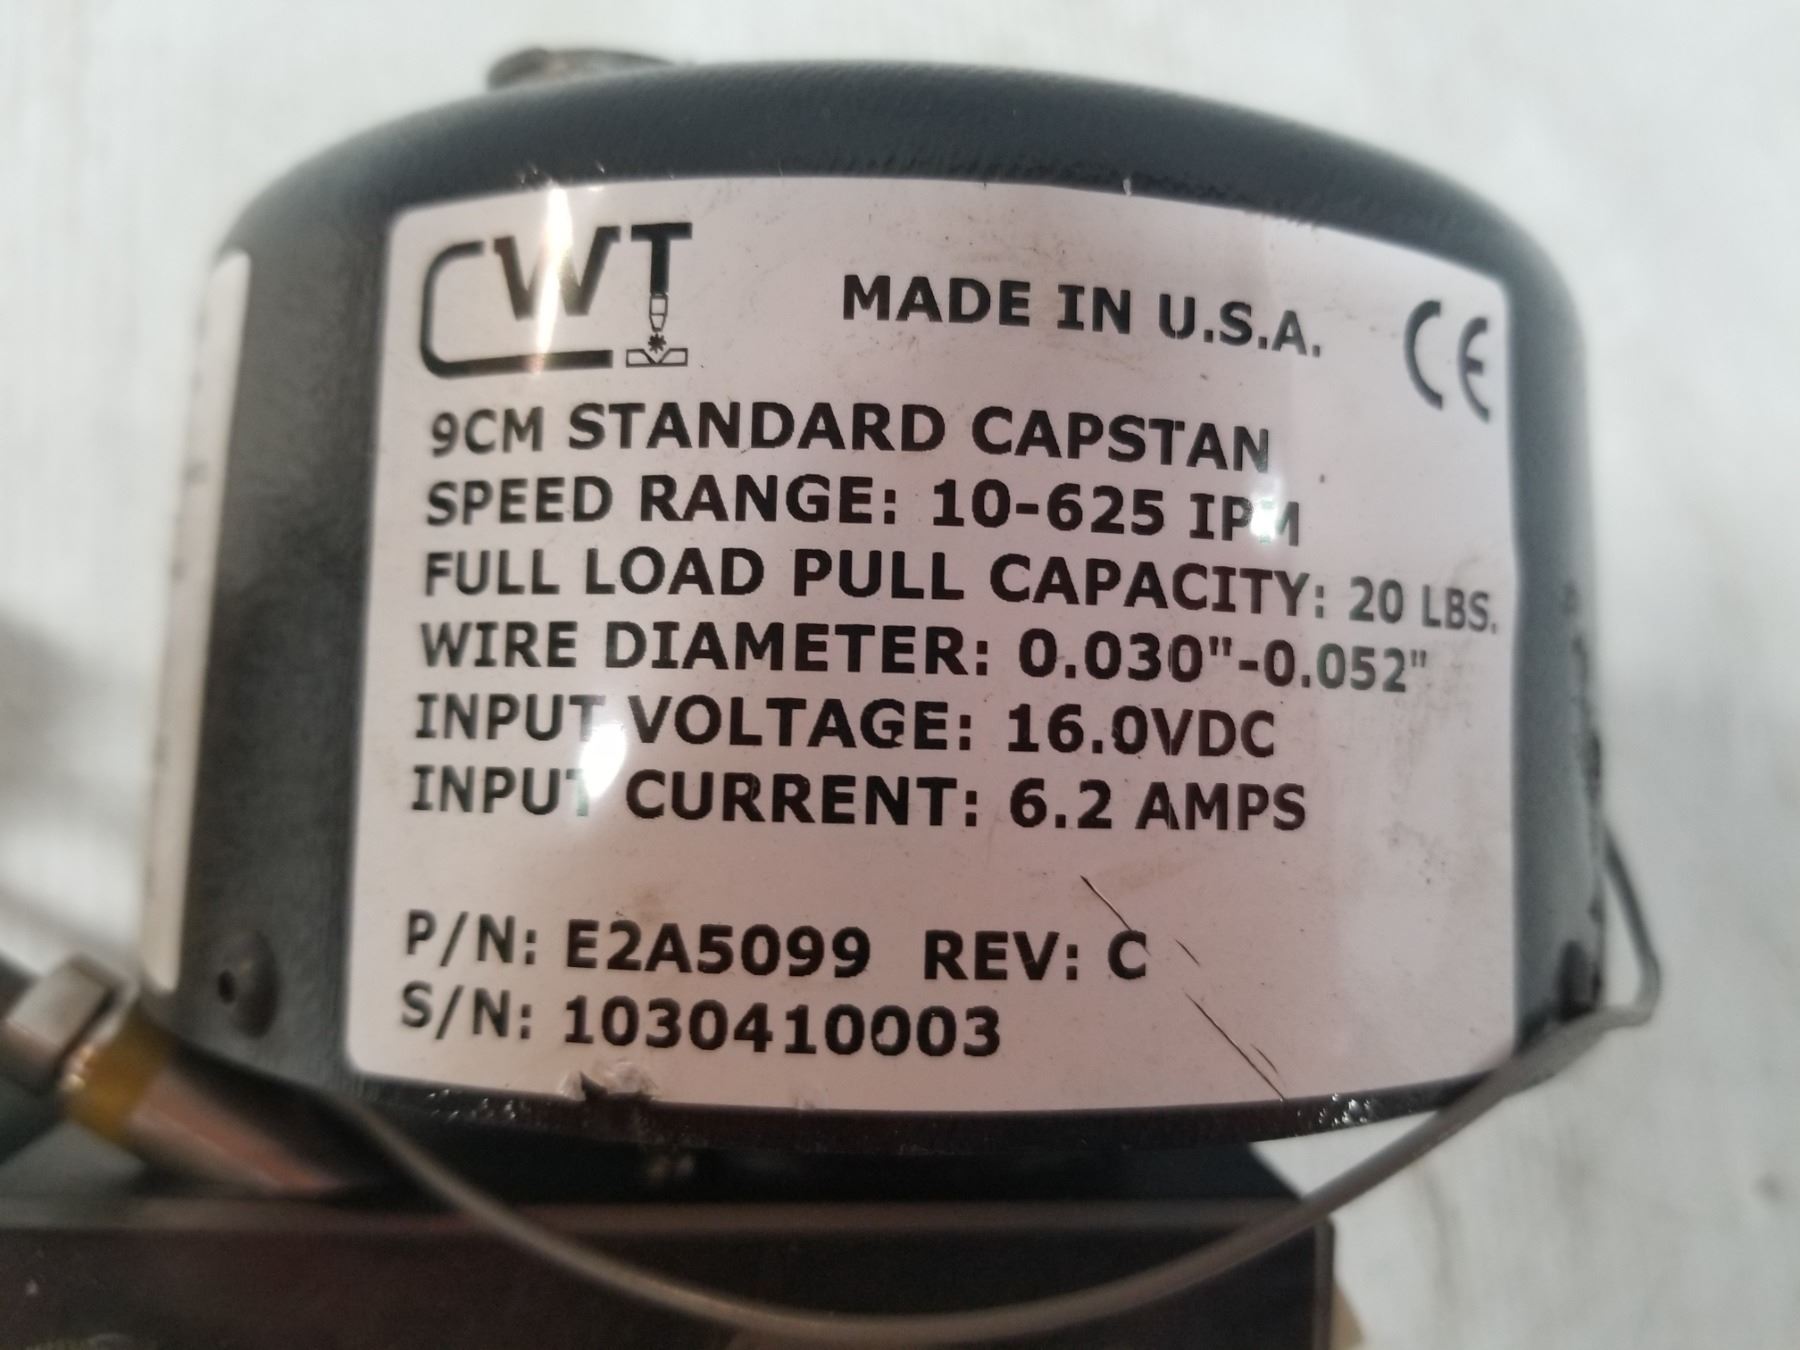 CWT
MADE IN U.S.A.
CE
9CM STANDARD CAPSTAN
SPEED RANGE: 10-625 IPM
FULL LOAD PULL CAPACITY: 20 LBS.
WIRE DIAMETER: 0.030"-0.052"
INPUT VOLTAGE: 16.0VDC
INPUT CURRENT: 6.2 AMPS
P/N: E2A5099 REV: C
S/N: 1030410003